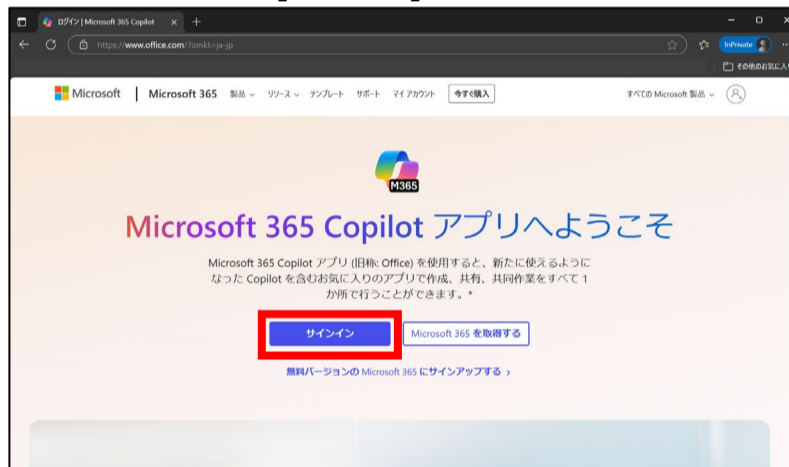 ログイン | Microsoft 365 Copilot
https://www.office.com/?omkt=ja-jp
InPrivate
その他のお気に入り
Microsoft | Microsoft 365 製品 リソース テンプレート サポート マイ アカウント 今すぐ購入 すべての Microsoft 製品
M365
Microsoft 365 Copilot アプリへようこそ
Microsoft 365 Copilot アプリ (旧称: Office) を使用すると、新たに使えるように
なった Copilot を含むお気に入りのアプリで作成、共有、共同作業をすべて 1
か所で行うことができます。*
サインイン Microsoft 365 を取得する
無料バージョンの Microsoft 365 にサインアップする >